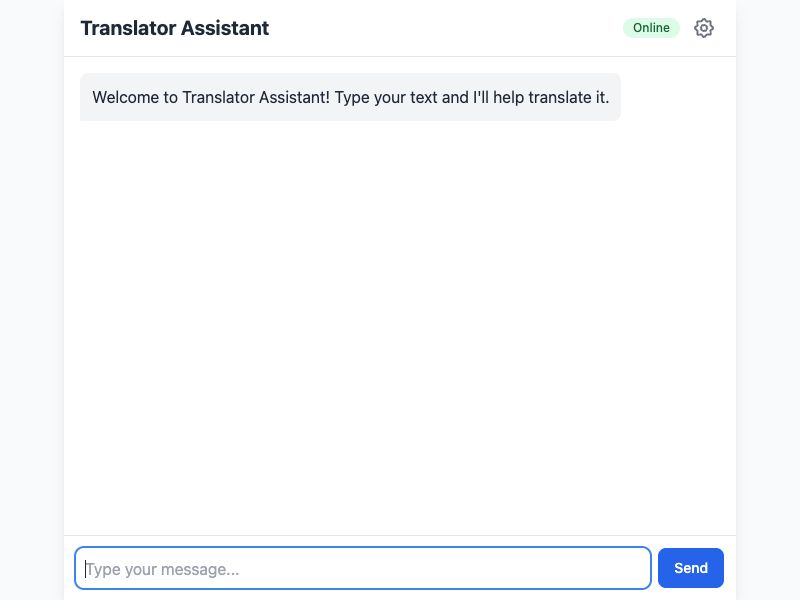 Translator Assistant
Online
Welcome to Translator Assistant! Type your text and I'll help translate it.
Type your message...
Send